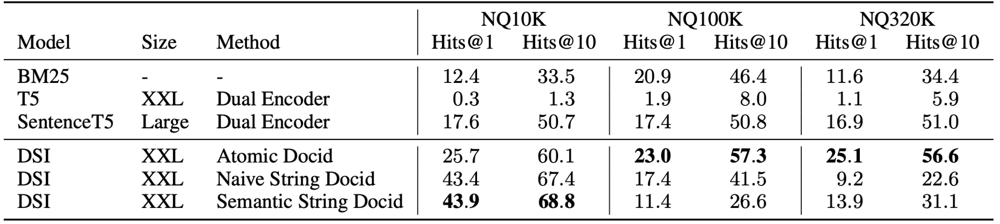 NQ10K NQ100K NQ320K
Model Size Method Hits@1 Hits@10 Hits@1 Hits@10 Hits@1 Hits@10
BM25 - - 12.4 33.5 20.9 46.4 11.6 34.4
T5 XXL Dual Encoder 0.3 1.3 1.9 8.0 1.1 5.9
SentenceT5 Large Dual Encoder 17.6 50.7 17.4 50.8 16.9 51.0
DSI XXL Atomic Docid 25.7 60.1 23.0 57.3 25.1 56.6
DSI XXL Naive String Docid 43.4 67.4 17.4 41.5 9.2 22.6
DSI XXL Semantic String Docid 43.9 68.8 11.4 26.6 13.9 31.1